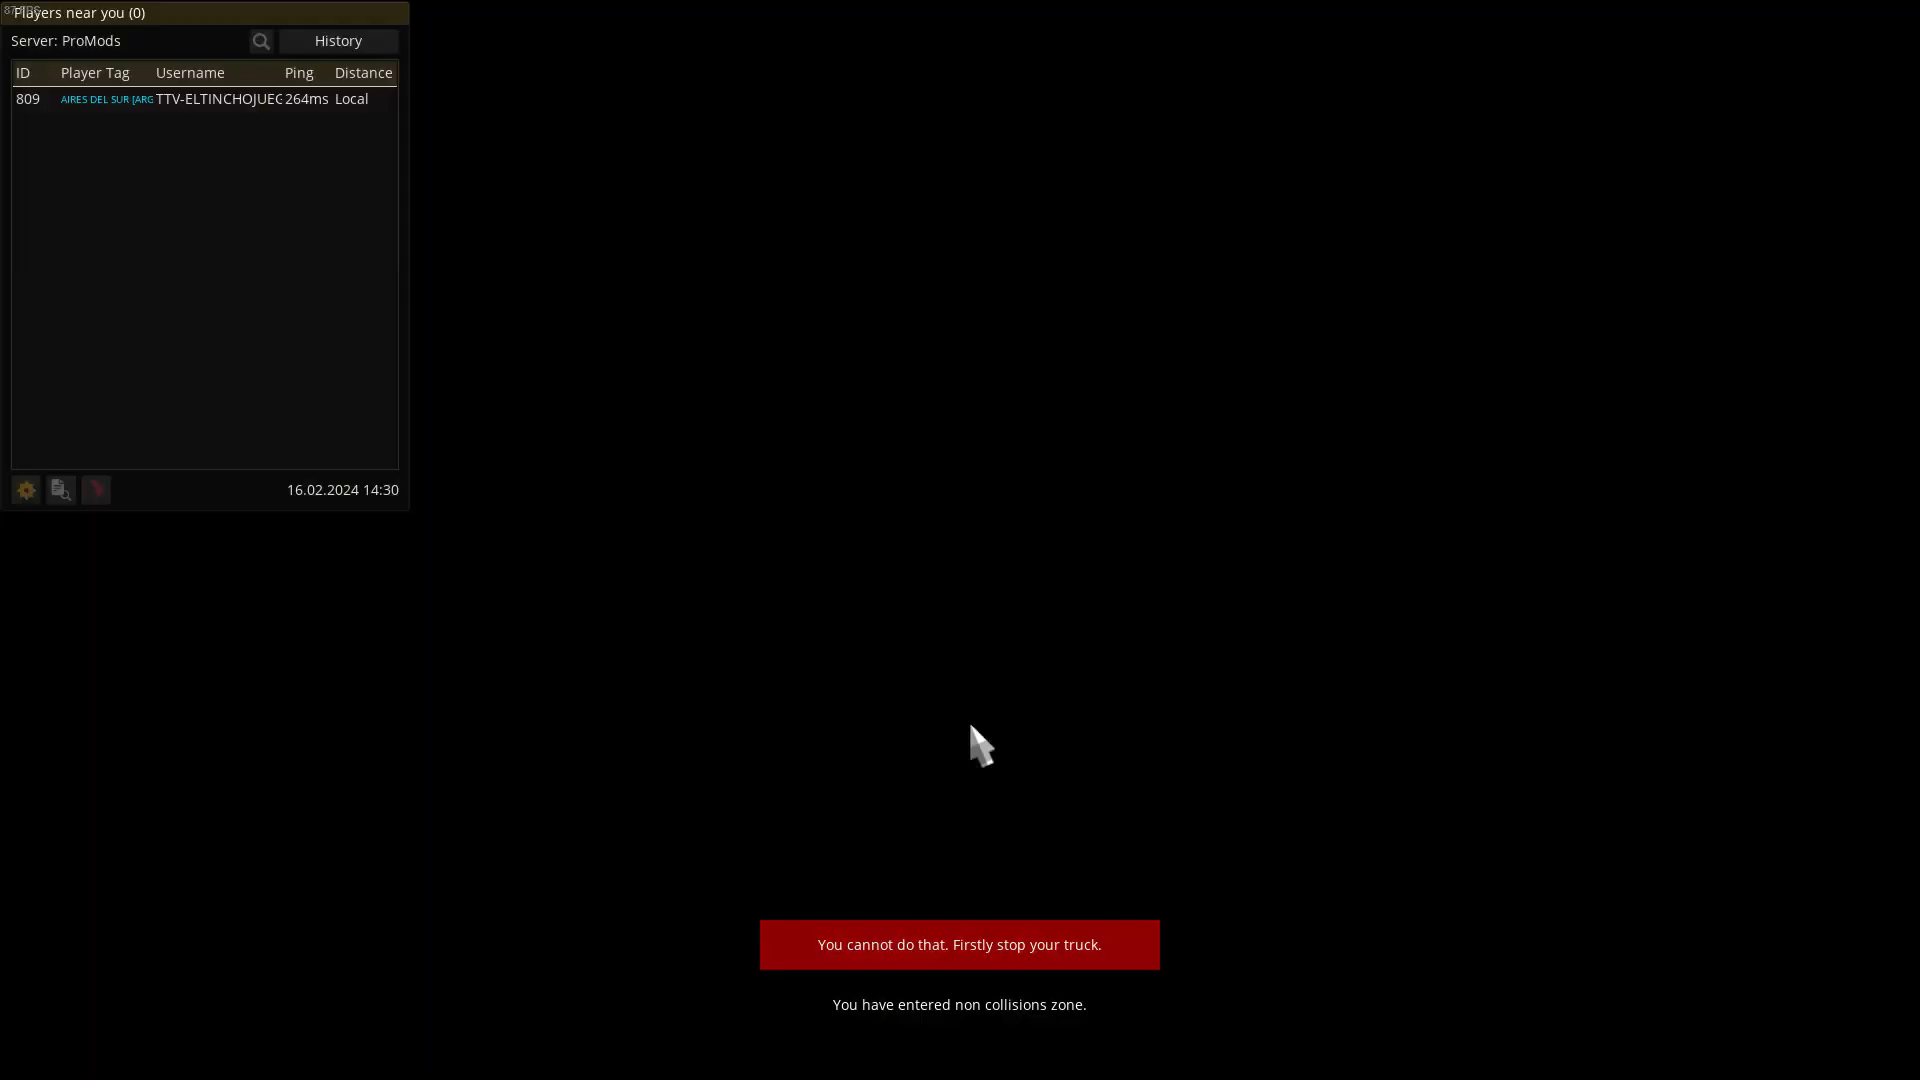 Players near you (0)
Server: ProMods
History
ID Player Tag Username Ping Distance
809 AIRES DEL SUR [ARG TTV-ELTINCHOJUEG 264ms Local
16.02.2024 14:30
You cannot do that. Firstly stop your truck.
You have entered non collisions zone.